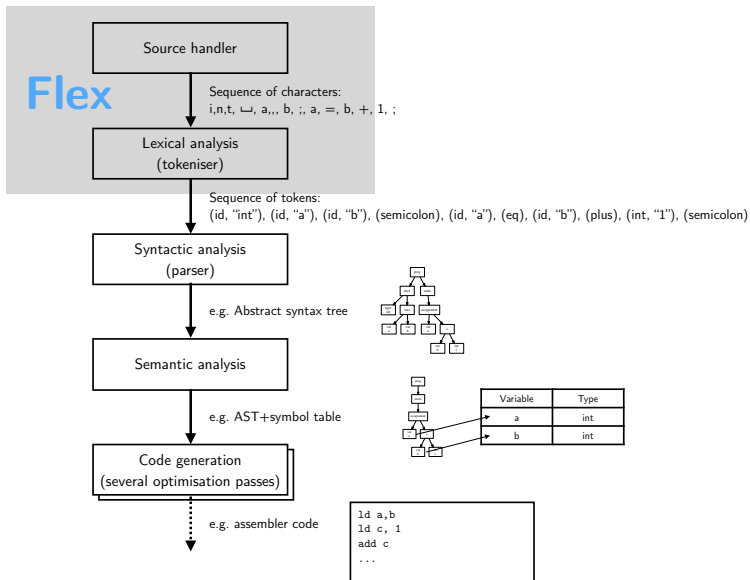 Source handler
Flex
Sequence of characters:
i,n,t, ⌴, a,,, b, ;, a, =, b, +, 1, ;
Lexical analysis
(tokeniser)
Sequence of tokens:
(id, “int”), (id, “a”), (id, “b”), (semicolon), (id, “a”), (eq), (id, “b”), (plus), (int, “1”), (semicolon)
Syntactic analysis
(parser)
e.g. Abstract syntax tree
Semantic analysis
e.g. AST+symbol table
Variable Type
a int
b int
Code generation
(several optimisation passes)
e.g. assembler code
ld a,b
ld c, 1
add c
...